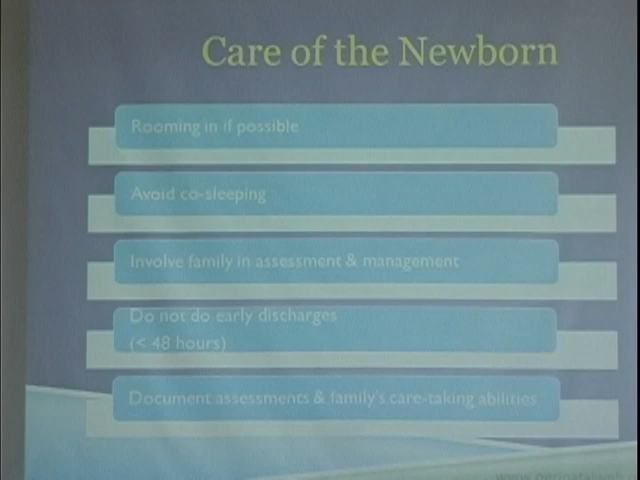 Care of the Newborn
Rooming in if possible
Avoid co-sleeping
Involve family in assessment & management
Do not do early discharges
(< 48 hours)
Document assessments & family's care-taking abilities